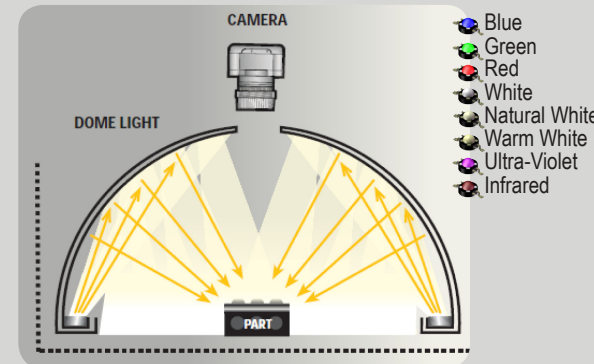 CAMERA
DOME LIGHT
PART
Blue
Green
Red
White
Natural White
Warm White
Ultra-Violet
Infrared